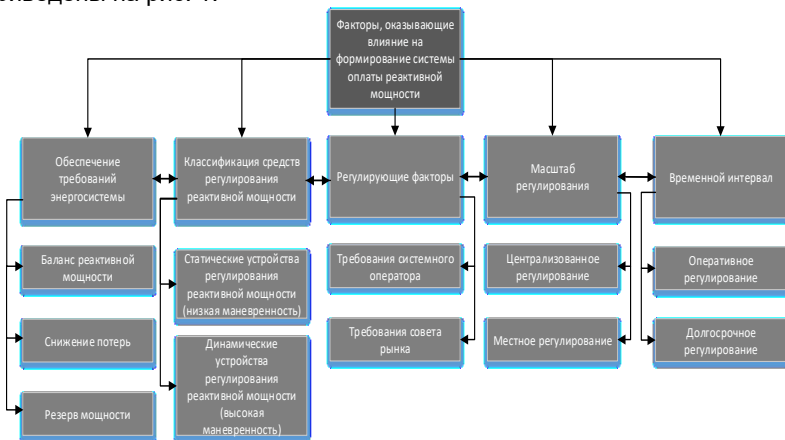 Факторы, оказывающие
влияние на
формирование системы
оплаты реактивной
мощности
Обеспечение
требований
энергосистемы
Классификация средств
регулирования
реактивной мощности
Регулирующие факторы
Масштаб
регулирования
Временной интервал
Баланс реактивной
мощности
Статические устройства
регулирования
реактивной мощности
(низкая маневренность)
Требования системного
оператора
Централизованное
регулирование
Оперативное
регулирование
Снижение потерь
Динамические
устройства
регулирования
реактивной мощности
(высокая
маневренность)
Требования совета
рынка
Местное регулирование
Долгосрочное
регулирование
Резерв мощности